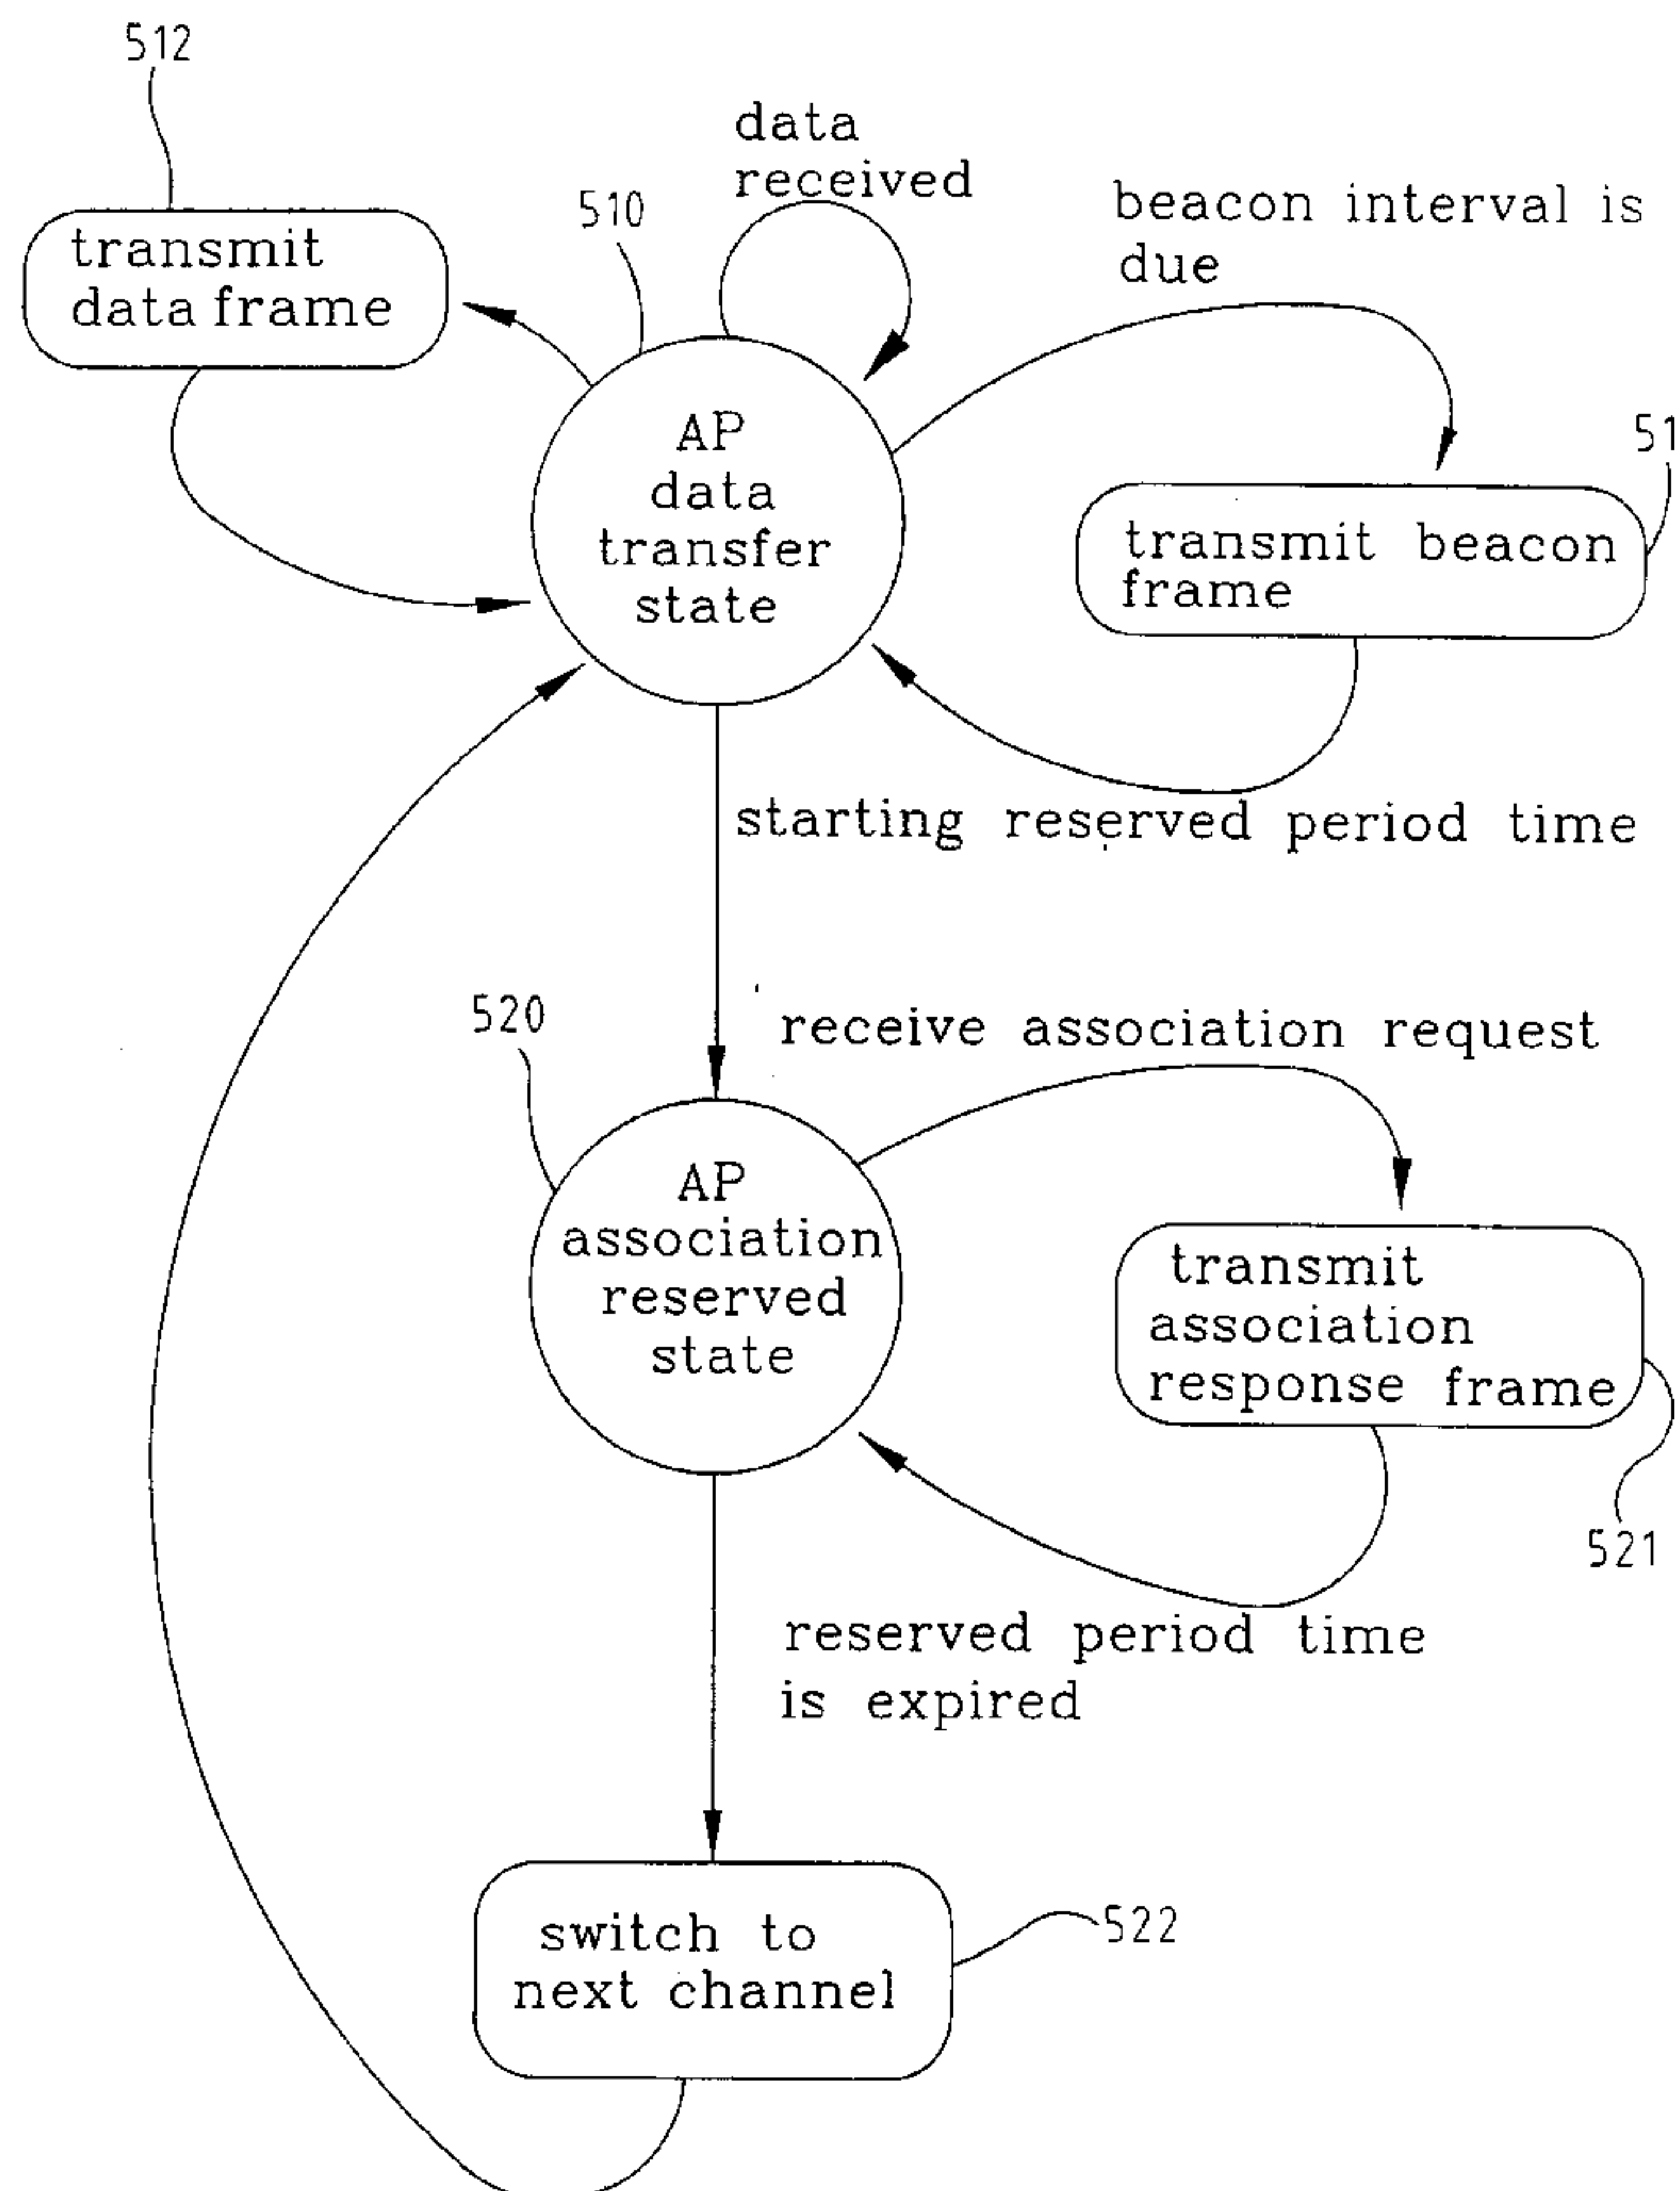 512
data
received
510
beacon interval is
due
transmit
data frame
AP
data
transfer
state
51
transmit beacon
frame
starting reserved period time
520
receive association request
AP
association
reserved
state
transmit
association
response frame
521
reserved period time
is expired
switch to
next channel
522